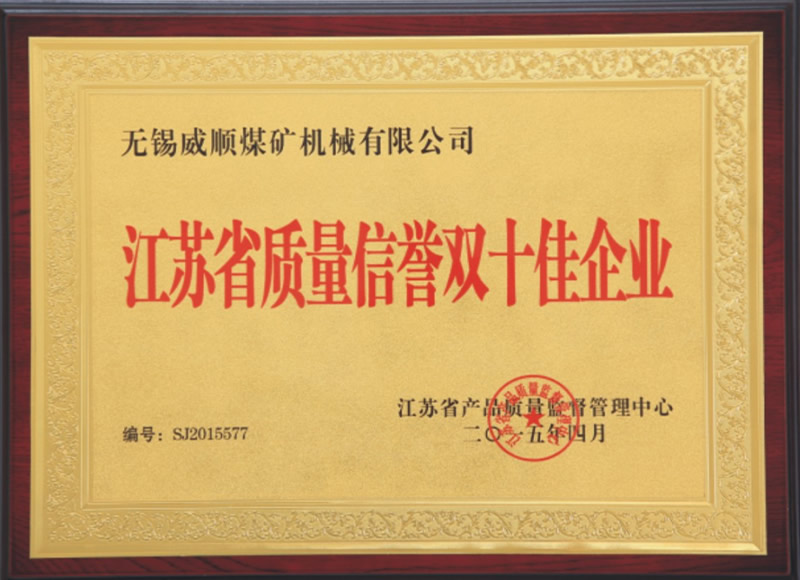 无锡威顺煤矿机械有限公司
江苏省质量信誉双十佳企业
江苏省产品质量监督管理中心
编号：SJ2015577
二〇一五年四月